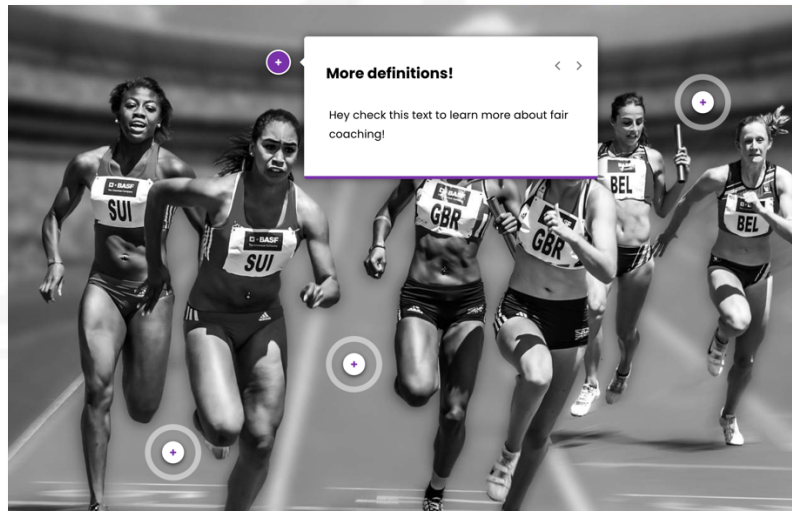 More definitions!
Hey check this text to learn more about fair
coaching!
BASF
SUI
BASF
SUI
BASF
GBR
GBR
BEL
BEL